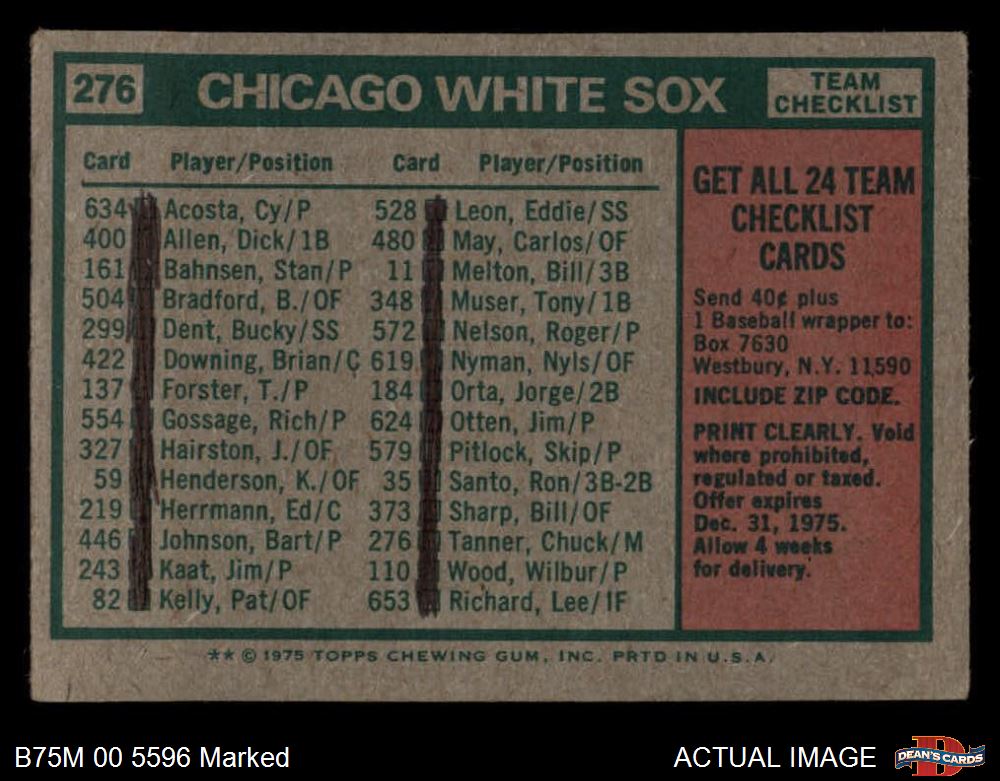 276 CHICAGO WHITE SOX TEAM CHECKLIST
Card Player/Position Card Player/Position
634 Acosta, Cy/P 528 Leon, Eddie/SS
400 Allen, Dick/1B 480 May, Carlos/OF
161 Bahnsen, Stan/P 11 Melton, Bill/3B
504 Bradford, B./OF 348 Muser, Tony/1B
299 Dent, Bucky/SS 572 Nelson, Roger/P
422 Downing, Brian/C 619 Nyman, Nyls/OF
137 Forster, T./P 184 Orta, Jorge/2B
554 Gossage, Rich/P 624 Otten, Jim/P
327 Hairston, J./OF 579 Pitlock, Skip/P
59 Henderson, K./OF 35 Santo, Ron/3B-2B
219 Herrmann, Ed/C 373 Sharp, Bill/OF
446 Johnson, Bart/P 276 Tanner, Chuck/M
243 Kaat, Jim/P 110 Wood, Wilbur/P
82 Kelly, Pat/OF 653 Richard, Lee/IF
GET ALL 24 TEAM
CHECKLIST
CARDS
Send 40¢ plus
1 Baseball wrapper to:
Box 7630
Westbury, N.Y. 11590
INCLUDE ZIP CODE.
PRINT CLEARLY. Void
where prohibited,
regulated or taxed.
Offer expires
Dec. 31, 1975.
Allow 4 weeks
for delivery.
** © 1975 TOPPS CHEWING GUM, INC. PRTD IN U.S.A.
B75M 00 5596 Marked
ACTUAL IMAGE
D
DEAN'S CARDS